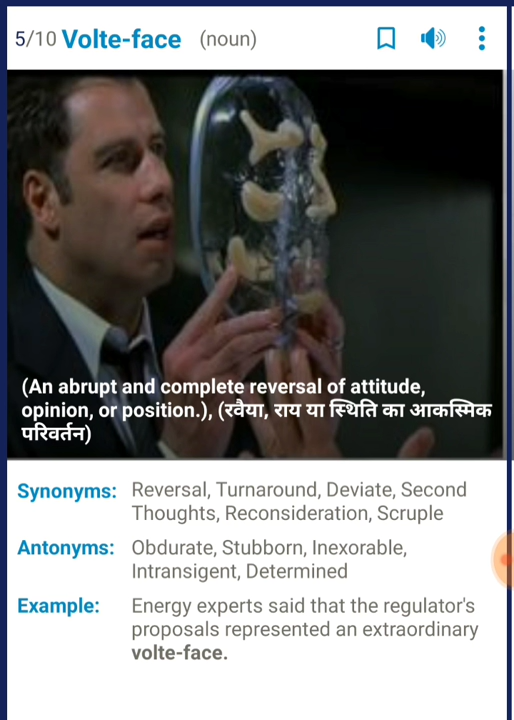 5/10 Volte-face (noun)
(An abrupt and complete reversal of attitude,
opinion, or position.), (रवैया, राय या स्थिति का आकस्मिक
परिवर्तन)
Synonyms: Reversal, Turnaround, Deviate, Second
Thoughts, Reconsideration, Scruple
Antonyms: Obdurate, Stubborn, Inexorable,
Intransigent, Determined
Example: Energy experts said that the regulator's
proposals represented an extraordinary
volte-face.